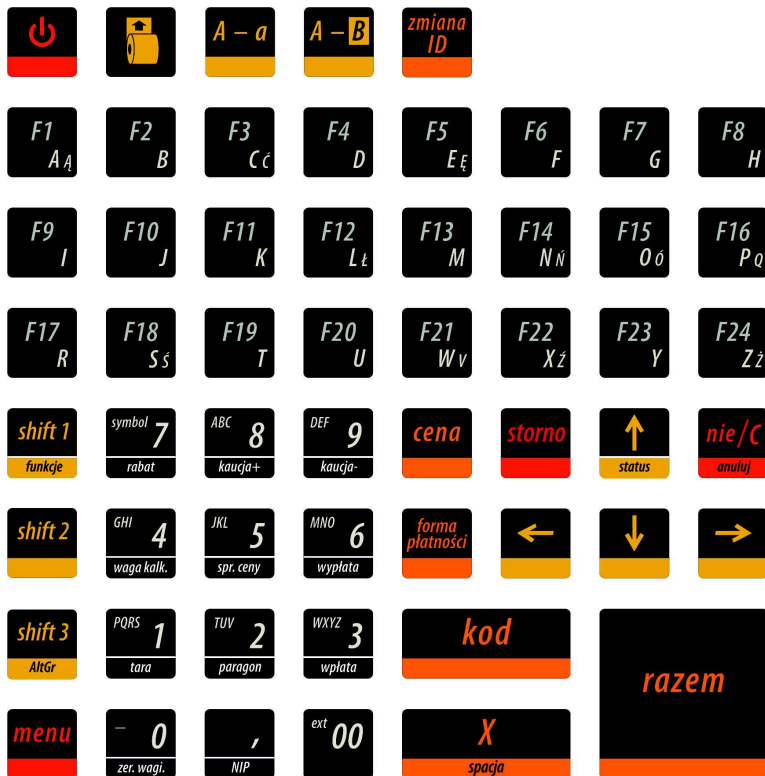 A – a
A – B
zmiana
ID
F1
A Ą
F2
B
F3
C Ć
F4
D
F5
E Ę
F6
F
F7
G
F8
H
F9
I
F10
J
F11
K
F12
L Ł
F13
M
F14
N Ń
F15
O Ó
F16
P Q
F17
R
F18
S Ś
F19
T
F20
U
F21
W V
F22
X Ź
F23
Y
F24
Z Ż
shift 1
funkcje
symbol 7
rabat
ABC 8
kaucja+
DEF 9
kaucja-
cena
storno
status
nie/C
anuluj
shift 2
GHI 4
waga kalk.
JKL 5
spr. ceny
MNO 6
wypłata
forma
płatności
shift 3
AltGr
PQRS 1
tara
TUV 2
paragon
WXYZ 3
wpłata
kod
razem
menu
– 0
zer. wagi.
,
NIP
ext 00
X
spacja